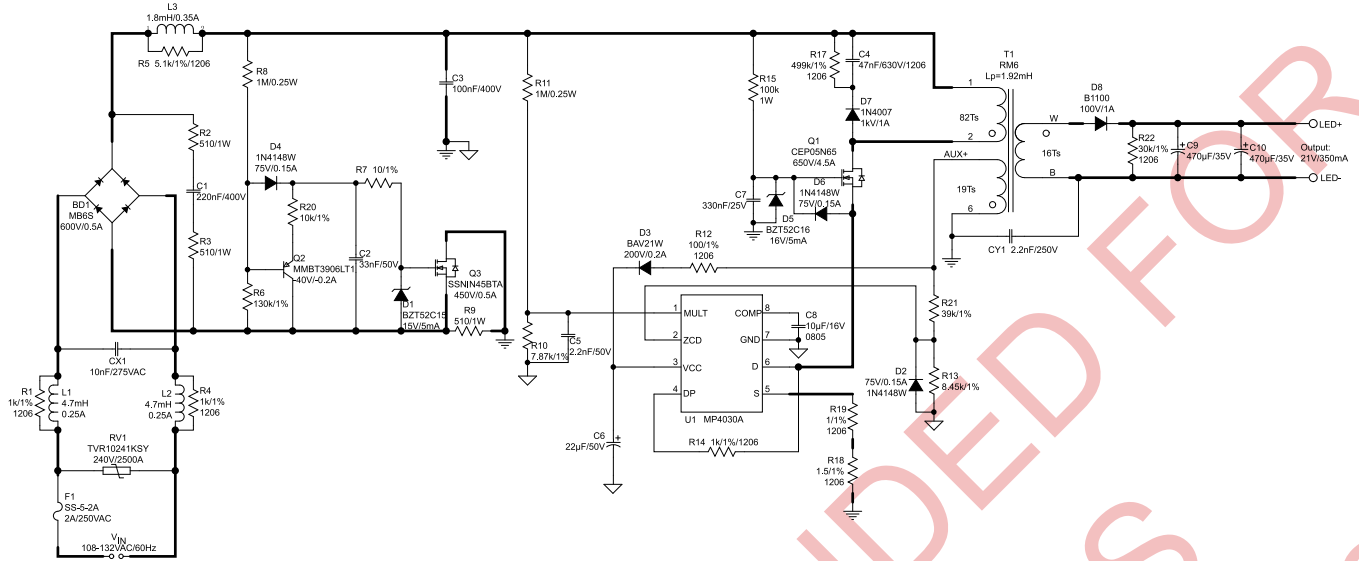 L3
1.8mH/0.35A
R5 5.1k/1%/1206
R8
1M/0.25W
C3
100nF/400V
R11
1M/0.25W
R15
100k
1W
R17
499k/1%
1206
C4
47nF/630V/1206
D7
1N4007
1kV/1A
T1
RM6
Lp=1.92mH
1
82Ts
2
AUX+
19Ts
6
W
16Ts
B
D8
B1100
100V/1A
R22
30k/1%
1206
C9
470µF/35V
C10
470µF/35V
LED+
Output:
21V/350mA
LED-
CY1 2.2nF/250V
R2
510/1W
C1
220nF/400V
R3
510/1W
BD1
MB6S
600V/0.5A
D4
1N4148W
75V/0.15A
R7 10/1%
R20
10k/1%
Q2
MMBT3906LT1
-40V/-0.2A
C2
33nF/50V
R6
130k/1%
D1
BZT52C15
15V/5mA
Q3
SSNIN45BTA
450V/0.5A
R9
510/1W
Q1
CEP05N65
650V/4.5A
D6
1N4148W
75V/0.15A
C7
330nF/25V
D5
BZT52C16
16V/5mA
D3
BAV21W
200V/0.2A
R12
100/1%
1206
R10
7.87k/1%
C5
2.2nF/50V
1 MULT
2 ZCD
3 VCC
4 DP
COMP 8
GND 7
D 6
S 5
U1 MP4030A
C8
10µF/16V
0805
R21
39k/1%
D2
75V/0.15A
1N4148W
R13
8.45k/1%
R14 1k/1%/1206
R19
1/1%
1206
R18
1.5/1%
1206
C6
22µF/50V
CX1
10nF/275VAC
R1
1k/1%
1206
L1
4.7mH
0.25A
L2
4.7mH
0.25A
R4
1k/1%
1206
RV1
TVR10241KSY
240V/2500A
F1
SS-5-2A
2A/250VAC
VIN
108-132VAC/60Hz
NDED FOR